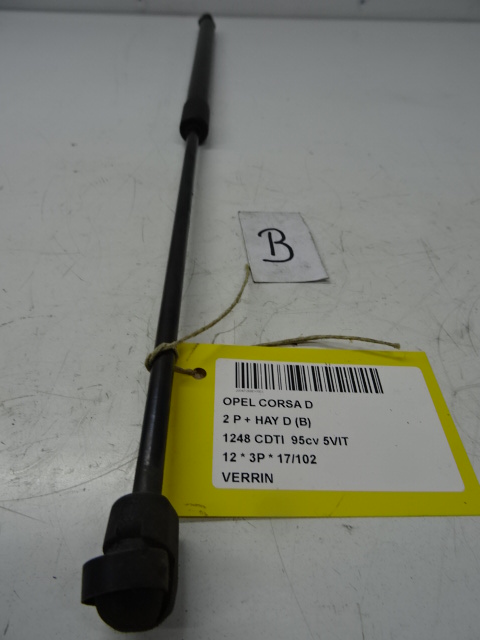 B
OPEL CORSA D
2 P + HAY D (B)
1248 CDTI 95cv 5VIT
12 * 3P * 17/102
VERRIN